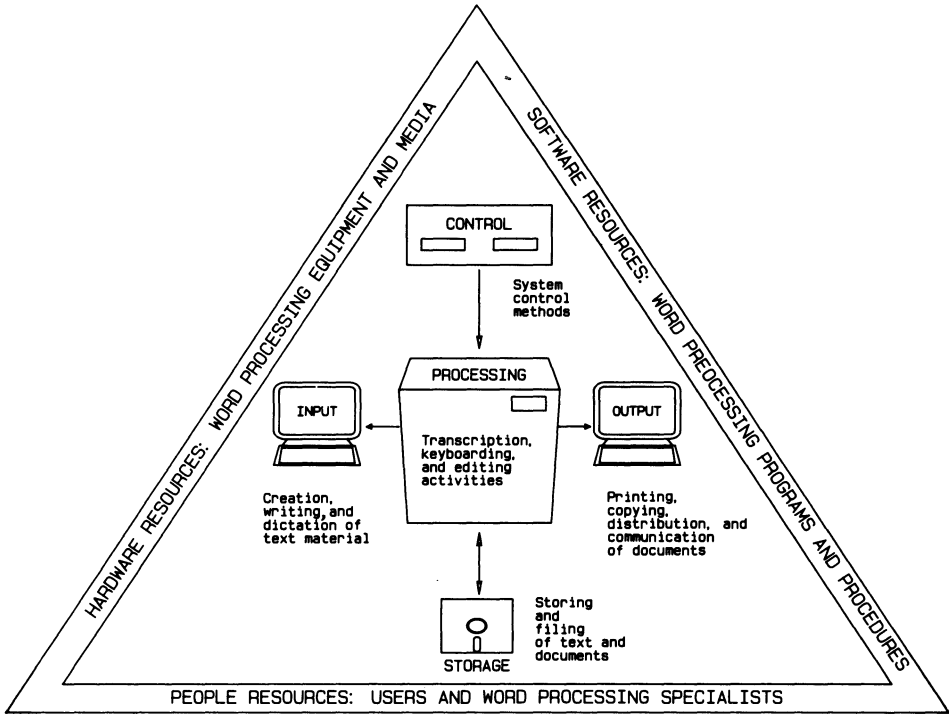 HARDWARE RESOURCES: WORD PROCESSING EQUIPMENT AND MEDIA
SOFTWARE RESOURCES: WORD PREOCESSING PROGRAMS AND PROCEDURES
CONTROL
System
control
methods
PROCESSING
Transcription,
keyboarding,
and editing
activities
INPUT
Creation,
writing, and
dictation of
text material
OUTPUT
Printing,
copying,
distribution, and
communication
of documents
STORAGE
Storing
and
filing
of text and
documents
PEOPLE RESOURCES: USERS AND WORD PROCESSING SPECIALISTS